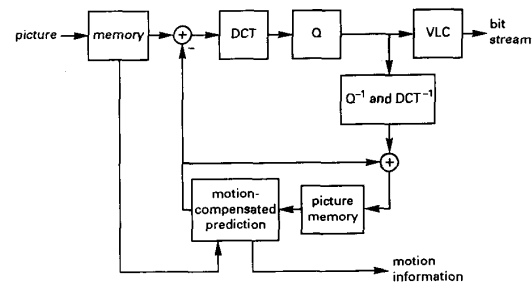 picture
memory
DCT
Q
VLC
bit
stream
Q⁻¹ and DCT⁻¹
motion-
compensated
prediction
picture
memory
motion
information